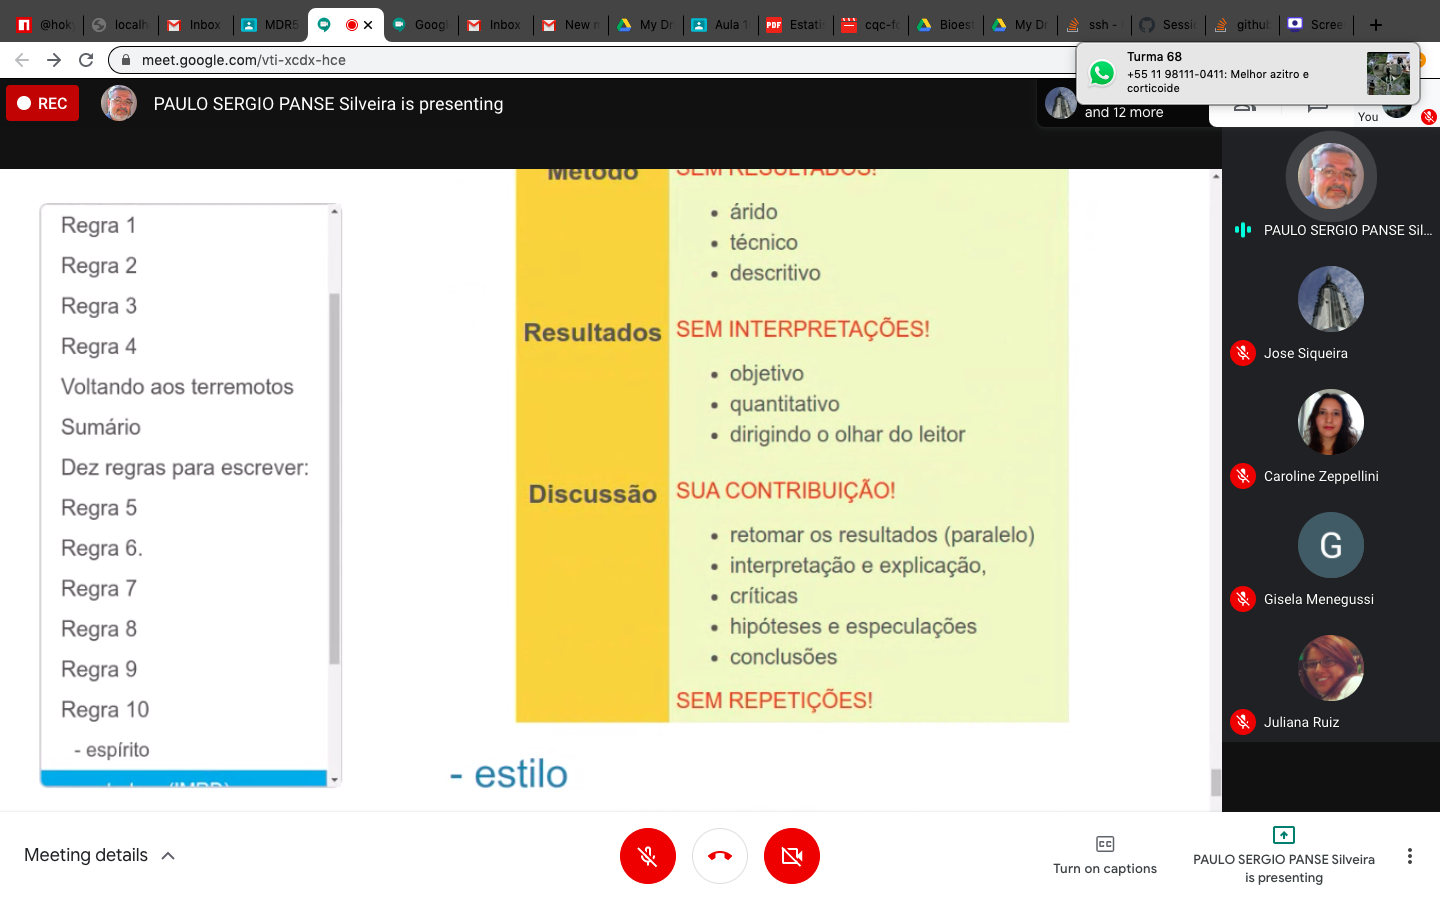 @hok
localh
Inbox
MDR5
Googl
Inbox
New m
My Dr
Aula 1
PDF
Estati
cqc-fo
Bioest
My Dr
ssh -
Sessio
github
Scree
meet.google.com/vti-xcdx-hce
Turma 68
+55 11 98111-0411: Melhor azitro e
corticoide
REC
PAULO SERGIO PANSE Silveira is presenting
and 12 more
You
Regra 1
Regra 2
Regra 3
Regra 4
Voltando aos terremotos
Sumário
Dez regras para escrever:
Regra 5
Regra 6.
Regra 7
Regra 8
Regra 9
Regra 10
- espírito
(IMRD)
Método
SEM RESULTADOS!
• árido
• técnico
• descritivo
Resultados
SEM INTERPRETAÇÕES!
• objetivo
• quantitativo
• dirigindo o olhar do leitor
Discussão
SUA CONTRIBUIÇÃO!
• retomar os resultados (paralelo)
• interpretação e explicação,
• críticas
• hipóteses e especulações
• conclusões
SEM REPETIÇÕES!
- estilo
PAULO SERGIO PANSE Sil...
Jose Siqueira
Caroline Zeppellini
G
Gisela Menegussi
Juliana Ruiz
Meeting details
CC
Turn on captions
PAULO SERGIO PANSE Silveira
is presenting